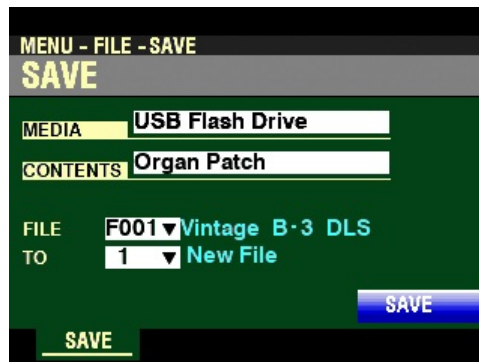 MENU - FILE - SAVE
SAVE
MEDIA USB Flash Drive
CONTENTS Organ Patch
FILE F001 ▼ Vintage B-3 DLS
TO 1 ▼ New File
SAVE
SAVE